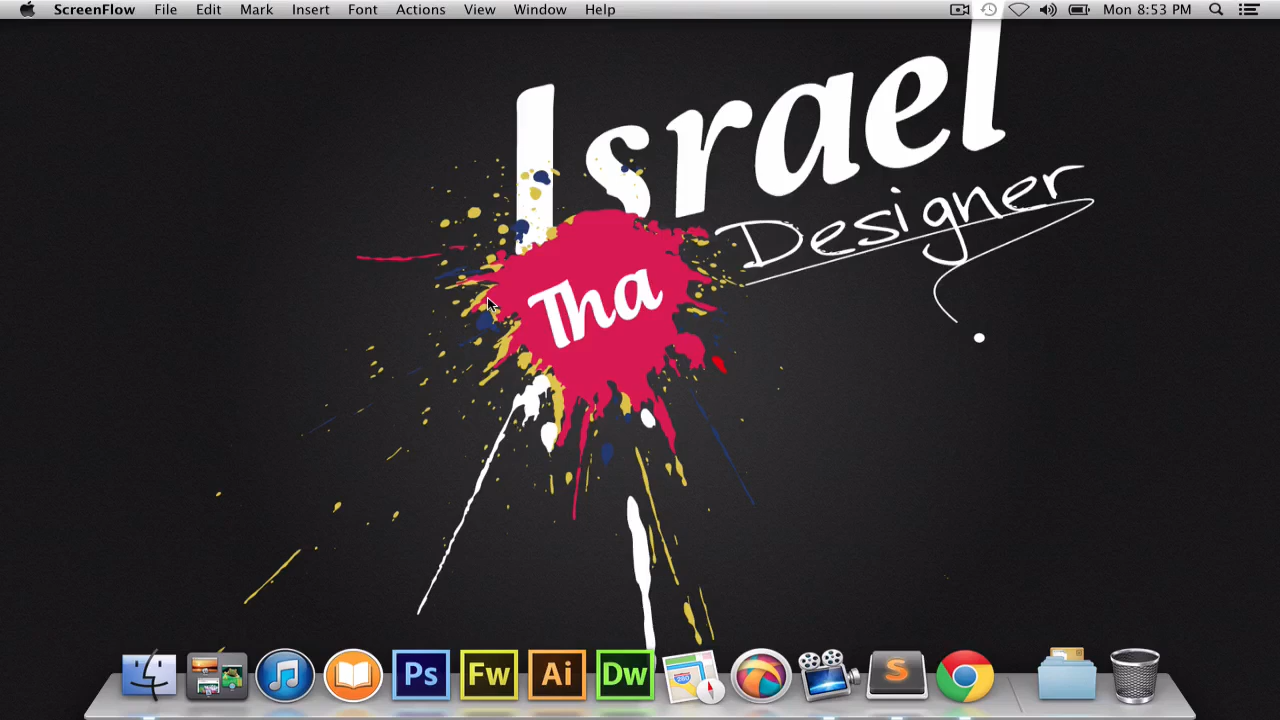 ScreenFlow File Edit Mark Insert Font Actions View Window Help Mon 8:53 PM
Israel
Designer
Tha
Ps Fw Ai Dw S